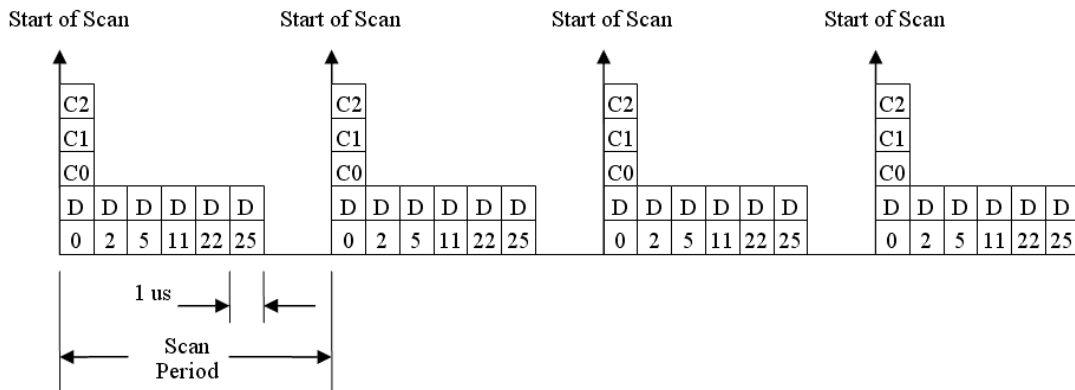 Start of Scan Start of Scan Start of Scan Start of Scan
C2 C2 C2 C2
C1 C1 C1 C1
C0 C0 C0 C0
D D D D D D D D D D D D D D D D D D D D D D D D
0 2 5 11 22 25 0 2 5 11 22 25 0 2 5 11 22 25 0 2 5 11 22 25
1 us
Scan
Period